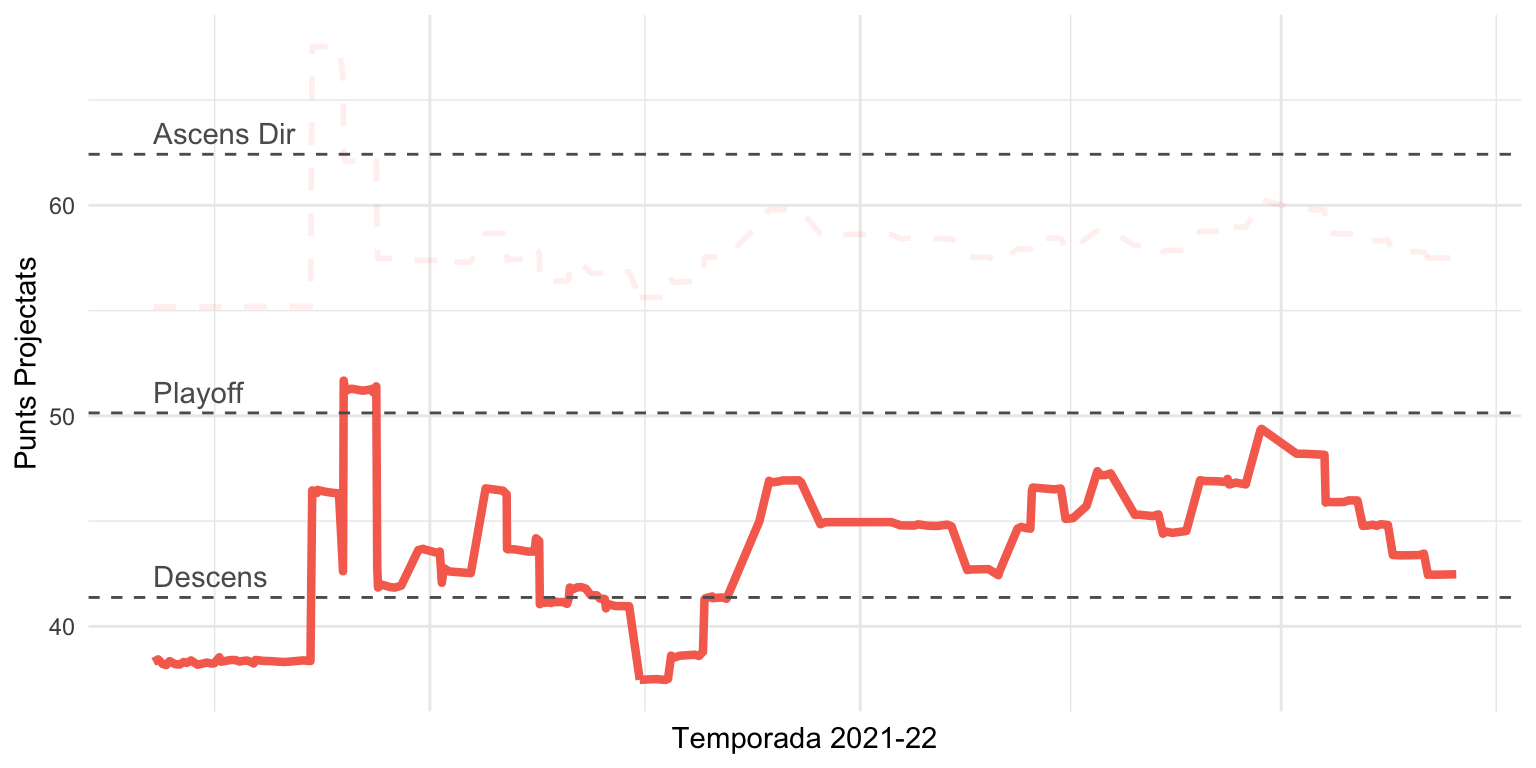 Ascens Dir
60
Playoff
50
Descens
40
Punts Projectats
Temporada 2021-22